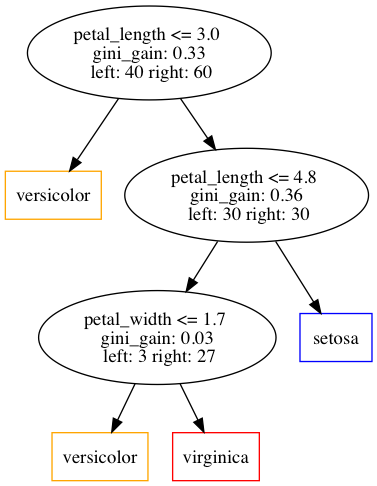 petal_length <= 3.0
gini_gain: 0.33
left: 40 right: 60
versicolor
petal_length <= 4.8
gini_gain: 0.36
left: 30 right: 30
petal_width <= 1.7
gini_gain: 0.03
left: 3 right: 27
setosa
versicolor
virginica